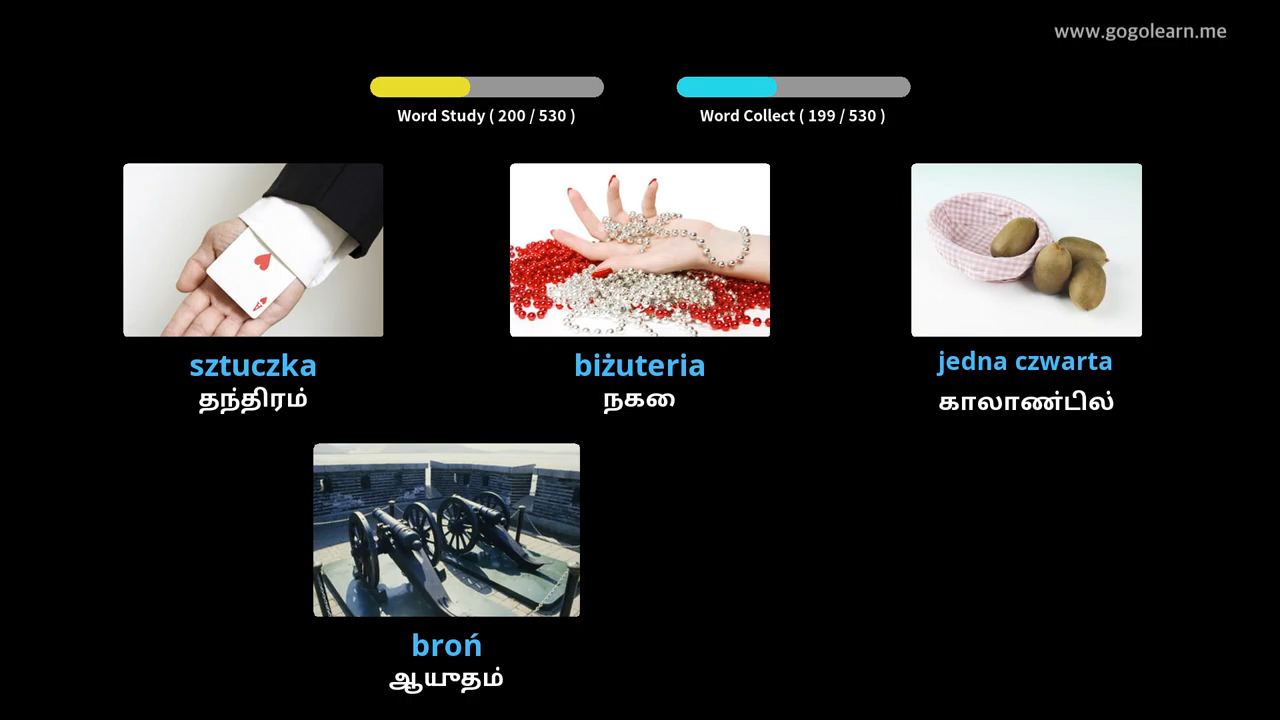 www.gogolearn.me
Word Study ( 200 / 530 )
Word Collect ( 199 / 530 )
sztuczka
தந்திரம்
biżuteria
நகை
jedna czwarta
காலாண்டில்
broń
ஆயுதம்